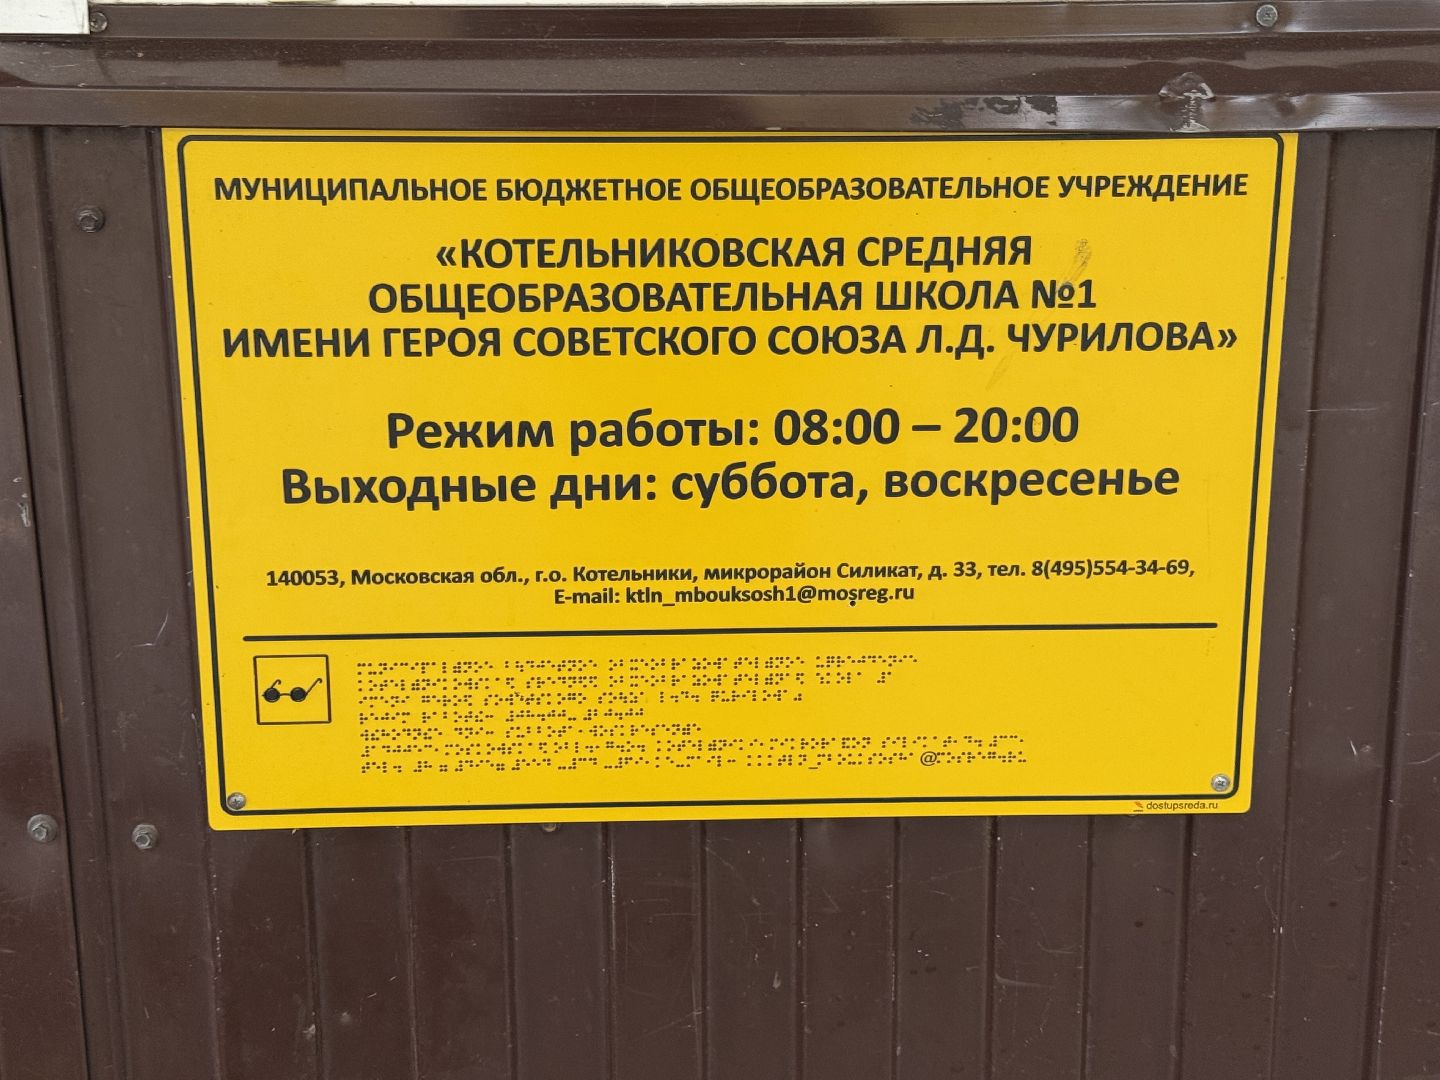 МУНИЦИПАЛЬНОЕ БЮДЖЕТНОЕ ОБЩЕОБРАЗОВАТЕЛЬНОЕ УЧРЕЖДЕНИЕ
«КОТЕЛЬНИКОВСКАЯ СРЕДНЯЯ
ОБЩЕОБРАЗОВАТЕЛЬНАЯ ШКОЛА №1
ИМЕНИ ГЕРОЯ СОВЕТСКОГО СОЮЗА Л.Д. ЧУРИЛОВА»
Режим работы: 08:00 – 20:00
Выходные дни: суббота, воскресенье
140053, Московская обл., г.о. Котельники, микрорайон Силикат, д. 33, тел. 8(495)554-34-69,
E-mail: ktln_mbouksosh1@mosreg.ru
@
dostupsreda.ru